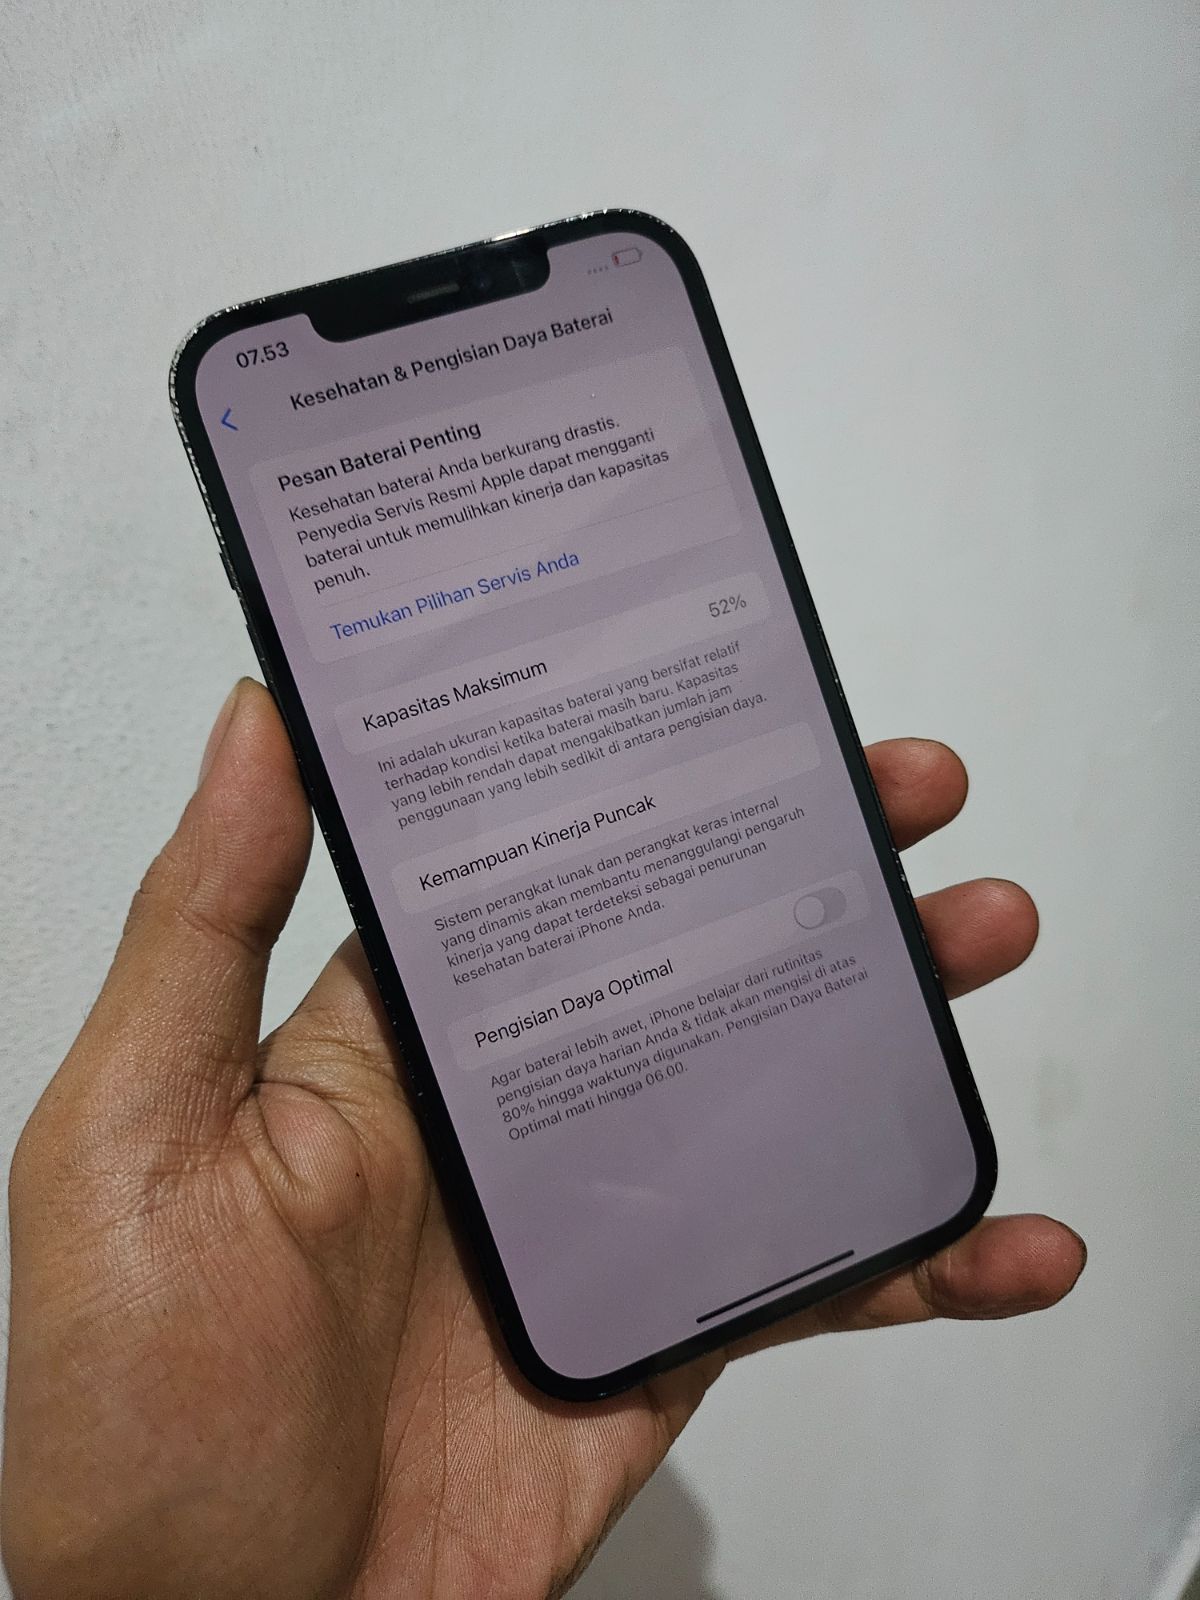 07.53
Kesehatan & Pengisian Daya Baterai
Pesan Baterai Penting
Kesehatan baterai Anda berkurang drastis.
Penyedia Servis Resmi Apple dapat mengganti
baterai untuk memulihkan kinerja dan kapasitas
penuh.
Temukan Pilihan Servis Anda
Kapasitas Maksimum 52%
Ini adalah ukuran kapasitas baterai yang bersifat relatif
terhadap kondisi ketika baterai masih baru. Kapasitas
yang lebih rendah dapat mengakibatkan jumlah jam
penggunaan yang lebih sedikit di antara pengisian daya.
Kemampuan Kinerja Puncak
Sistem perangkat lunak dan perangkat keras internal
yang dinamis akan membantu menanggulangi pengaruh
kinerja yang dapat terdeteksi sebagai penurunan
kesehatan baterai iPhone Anda.
Pengisian Daya Optimal
Agar baterai lebih awet, iPhone belajar dari rutinitas
pengisian daya harian Anda & tidak akan mengisi di atas
80% hingga waktunya digunakan. Pengisian Daya Baterai
Optimal mati hingga 06.00.